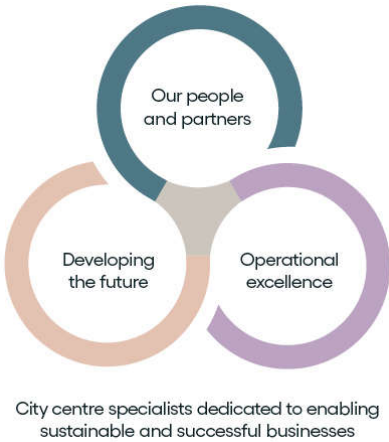 Our people
and partners
Developing
the future
Operational
excellence
City centre specialists dedicated to enabling
sustainable and successful businesses